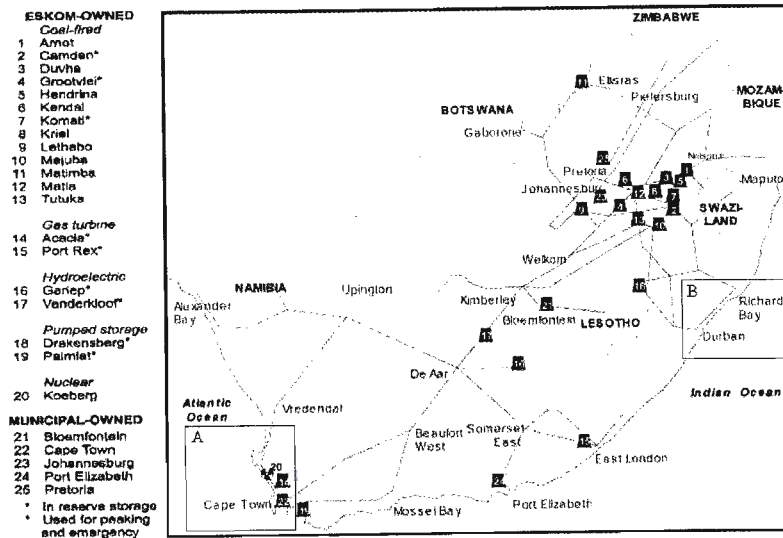 ESKOM-OWNED
Coal-fired
1 Arnot
2 Camden*
3 Duvha
4 Grootvlei*
5 Hendrina
6 Kendal
7 Komati*
8 Kriel
9 Lethabo
10 Majuba
11 Matimba
12 Matla
13 Tutuka
Gas turbine
14 Acacia*
15 Port Rex*
Hydroelectric
16 Gariep*
17 Vanderkloof*
Pumped storage
18 Drakensberg*
19 Palmiet*
Nuclear
20 Koeberg
MUNICIPAL-OWNED
21 Bloemfontein
22 Cape Town
23 Johannesburg
24 Port Elizabeth
25 Pretoria
* In reserve storage
* Used for peaking
and emergency
ZIMBABWE
Ellisras
Pietersburg
MOZAM-
BIQUE
BOTSWANA
Gaborone
Pretoria
Maputo
Johannesburg
SWAZI-
LAND
Welkom
NAMIBIA
Upington
Alexander
Bay
Kimberley
Bloemfontein
LESOTHO
B
Richard
Bay
Durban
De Aar
Indian Ocean
Atlantic
Ocean
Vredendal
A
Beaufort
West
Somerset
East
20
East London
Cape Town
Mossel Bay
Port Elizabeth